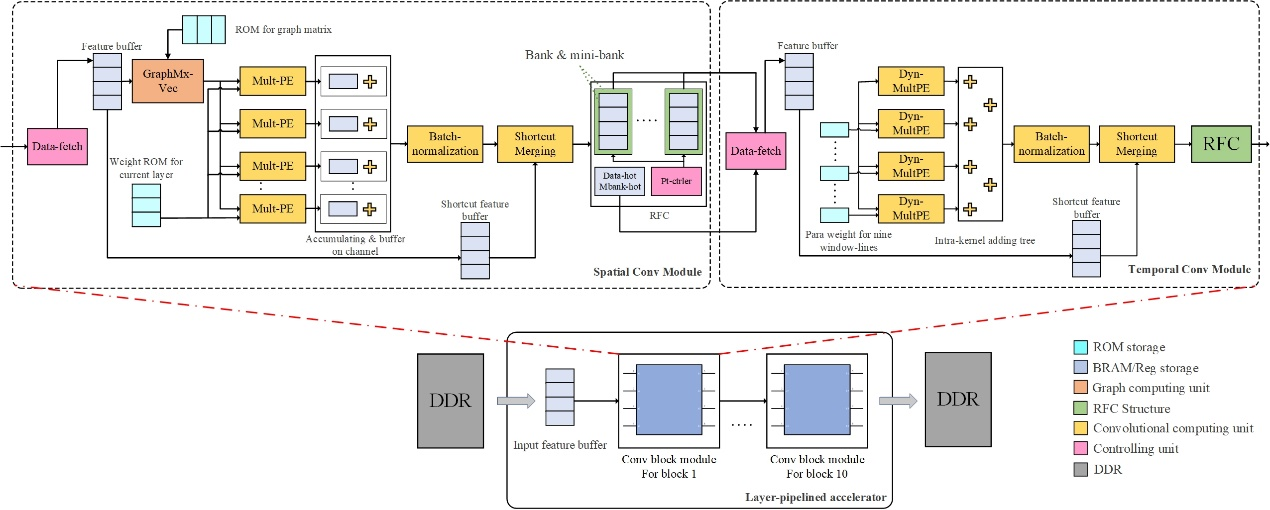 ROM for graph matrix
Feature buffer
GraphMx-
Vec
Mult-PE
Mult-PE
Mult-PE
Mult-PE
Data-fetch
Weight ROM for
current layer
Accumulating & buffer
on channel
Batch-
normalization
Shortcut
Merging
Shortcut feature
buffer
Bank & mini-bank
Data-hot
Mbank-hot
Pt-ctrler
RFC
Spatial Conv Module
Data-fetch
Feature buffer
Dyn-
MultPE
Dyn-
MultPE
Dyn-
MultPE
Dyn-
MultPE
Para weight for nine
window-lines
Intra-kernel adding tree
Batch-
normalization
Shortcut
Merging
RFC
Shortcut feature
buffer
Temporal Conv Module
DDR
Input feature buffer
Conv block module
For block 1
Conv block module
For block 10
Layer-pipelined accelerator
DDR
ROM storage
BRAM/Reg storage
Graph computing unit
RFC Structure
Convolutional computing unit
Controlling unit
DDR